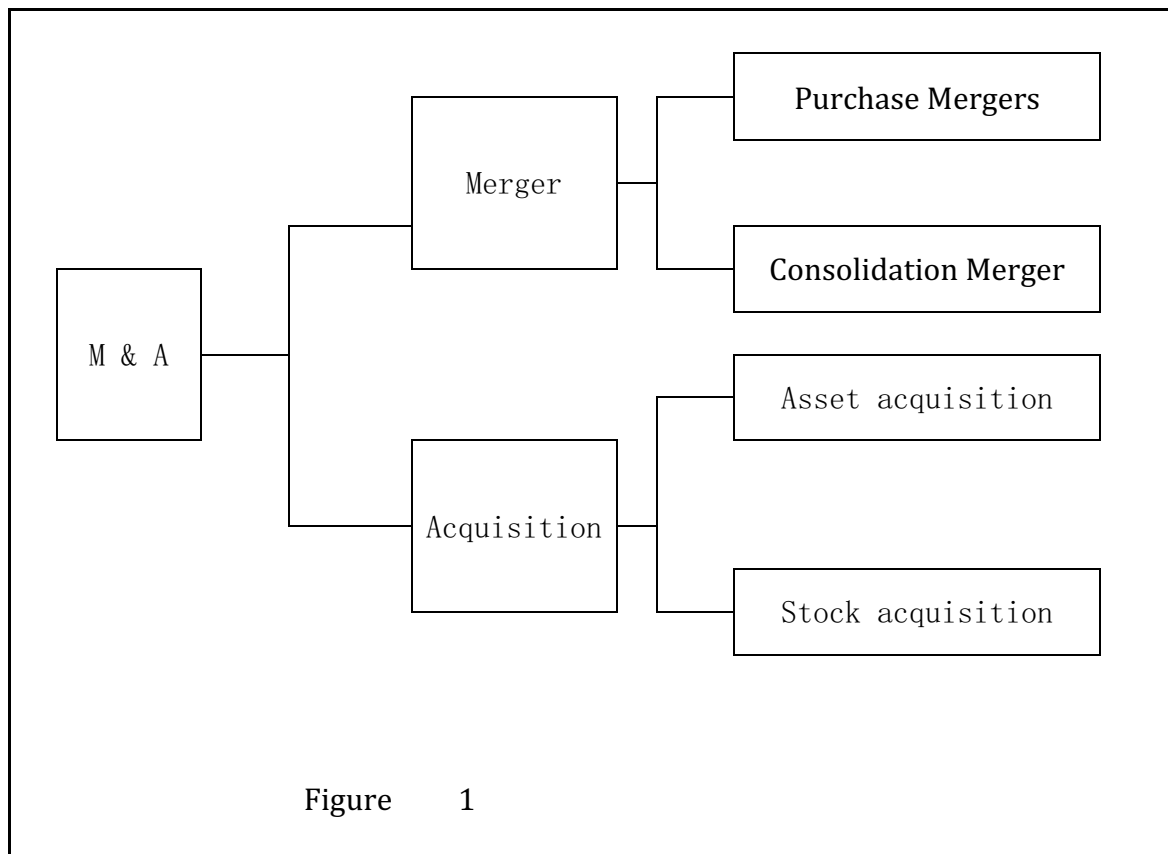 Purchase Mergers
Merger
Consolidation Merger
M & A
Asset acquisition
Acquisition
Stock acquisition
Figure 1